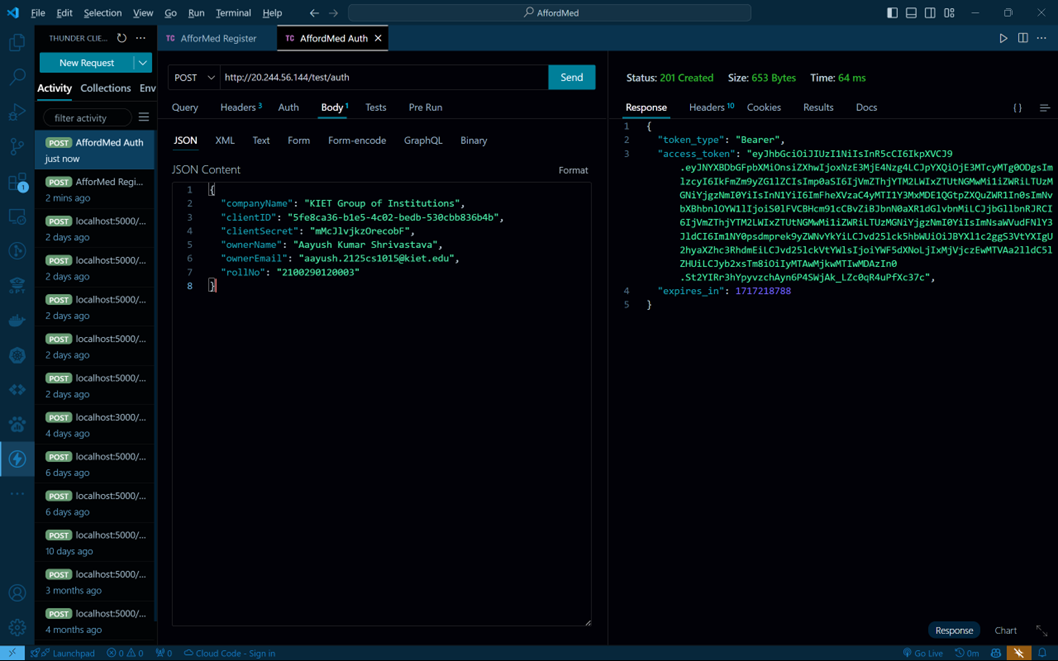 File Edit Selection View Go Run Terminal Help
AffordMed
THUNDER CLIE...
New Request
Activity Collections Env
filter activity
POST AffordMed Auth
just now
POST AfforMed Regi...
2 mins ago
POST localhost:5000/...
2 days ago
POST localhost:5000/...
2 days ago
POST localhost:5000/...
2 days ago
POST localhost:5000/...
2 days ago
POST localhost:5000/...
2 days ago
POST localhost:3000/...
4 days ago
POST localhost:5000/...
6 days ago
POST localhost:5000/...
6 days ago
POST localhost:5000/...
10 days ago
POST localhost:5000/...
3 months ago
POST localhost:5000/...
4 months ago
TC AfforMed Register
TC AffordMed Auth
POST http://20.244.56.144/test/auth Send
Query Headers 3 Auth Body 1 Tests Pre Run
JSON XML Text Form Form-encode GraphQL Binary
JSON Content Format
1 {
2 "companyName": "KIET Group of Institutions",
3 "clientID": "5fe8ca36-b1e5-4c02-bedb-530cbb836b4b",
4 "clientSecret": "mMcJlvjkzOrecobF",
5 "ownerName": "Aayush Kumar Shrivastava",
6 "ownerEmail": "aayush.2125cs1015@kiet.edu",
7 "rollNo": "2100290120003"
8 }
Status: 201 Created Size: 653 Bytes Time: 64 ms
Response Headers 10 Cookies Results Docs
{ }
1 {
2 "token_type": "Bearer",
3 "access_token":
4 "expires_in": 1717218788
5 }
Response Chart
Launchpad 0 0 0 Cloud Code - Sign in
Go Live 0m